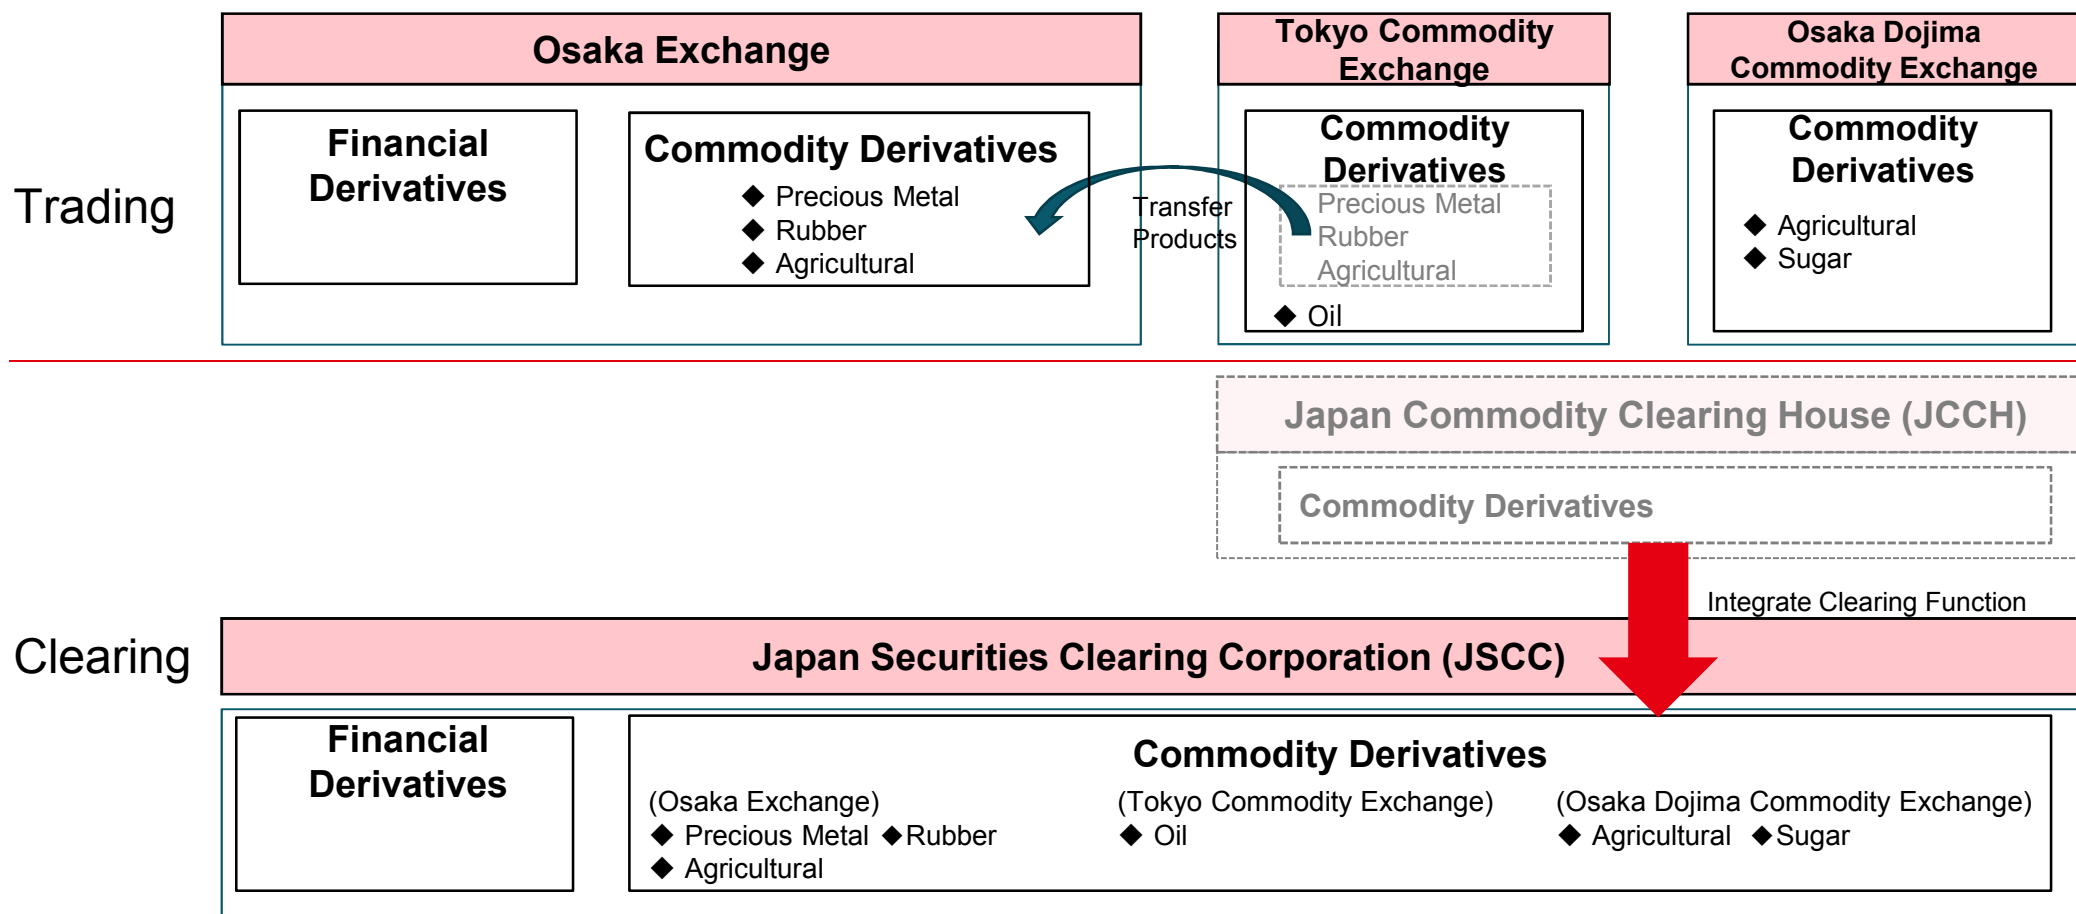 Osaka Exchange
Tokyo Commodity
Exchange
Osaka Dojima
Commodity Exchange
Trading
Financial
Derivatives
Commodity Derivatives
◆ Precious Metal
◆ Rubber
◆ Agricultural
Transfer
Products
Commodity
Derivatives
Precious Metal
Rubber
Agricultural
◆ Oil
Commodity
Derivatives
◆ Agricultural
◆ Sugar
Japan Commodity Clearing House (JCCH)
Commodity Derivatives
Integrate Clearing Function
Clearing
Japan Securities Clearing Corporation (JSCC)
Financial
Derivatives
Commodity Derivatives
(Osaka Exchange)
◆ Precious Metal ◆Rubber
◆ Agricultural
(Tokyo Commodity Exchange)
◆ Oil
(Osaka Dojima Commodity Exchange)
◆ Agricultural ◆Sugar